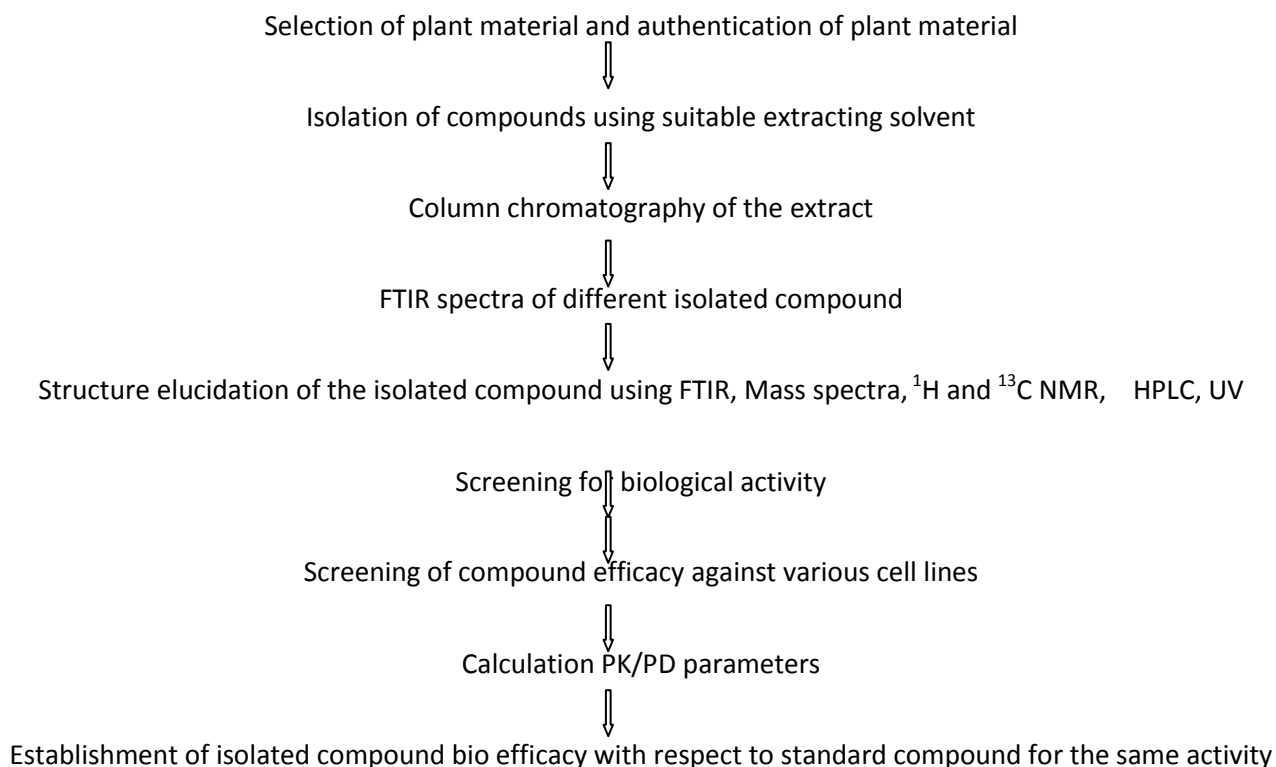 Selection of plant material and authentication of plant material
Isolation of compounds using suitable extracting solvent
Column chromatography of the extract
FTIR spectra of different isolated compound
Structure elucidation of the isolated compound using FTIR, Mass spectra, ¹H and ¹³C NMR, HPLC, UV
Screening for biological activity
Screening of compound efficacy against various cell lines
Calculation PK/PD parameters
Establishment of isolated compound bio efficacy with respect to standard compound for the same activity